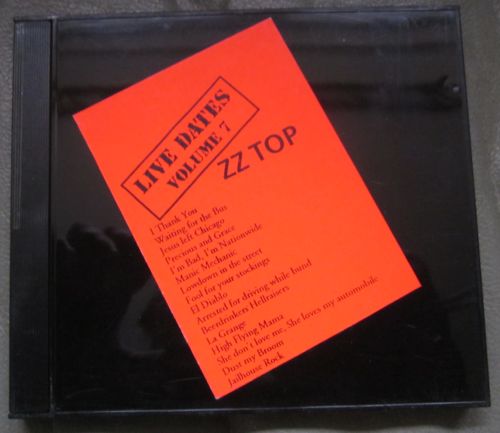 LIVE DATES
VOLUME 7
ZZ TOP
I Thank You
Waiting for the Bus
Jesus left Chicago
Precious and Grace
I'm Bad, I'm Nationwide
Manic Mechanic
Lowdown in the street
Fool for your stockings
El Diablo
Arrested for driving while blind
Beerdrinkers Hellraisers
La Grange
High Flying Mama
She don't love me, She loves my automobile
Dust my Broom
Jailhouse Rock